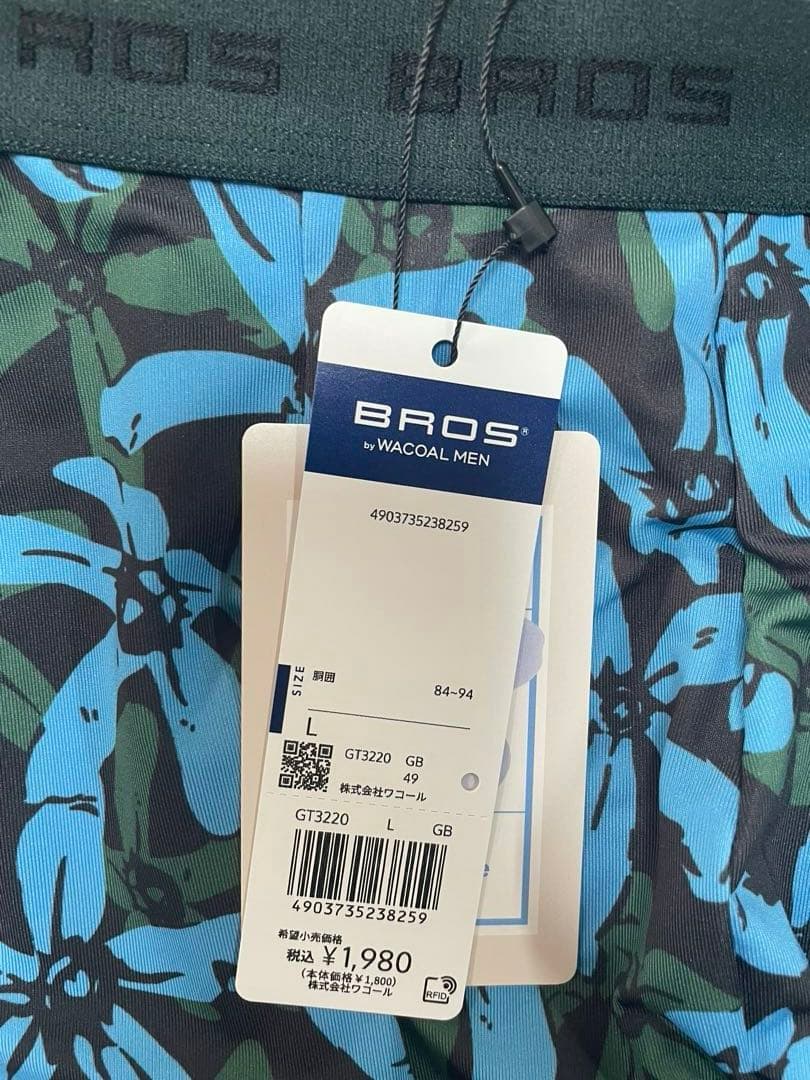 BROS
BROS
BROS®
by WACOAL MEN
4903735238259
SIZE
胴囲
84~94
L
GT3220 GB
49
株式会社ワコール
GT3220 L GB
4903735238259
希望小売価格
税込 ¥1,980
(本体価格¥1,800)
株式会社ワコール
RFID
e